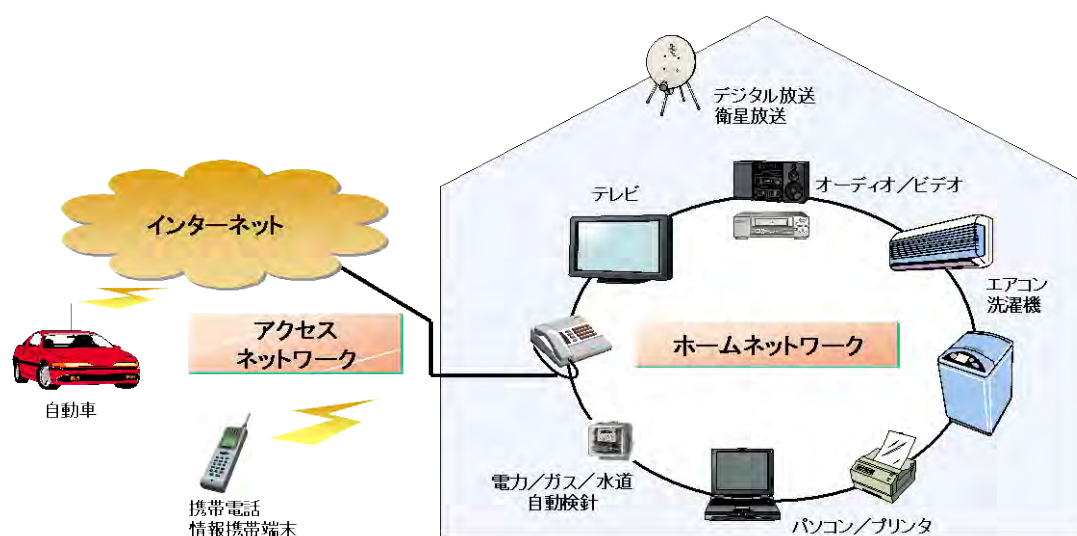 デジタル放送
衛星放送
テレビ
オーディオ／ビデオ
インターネット
エアコン
洗濯機
アクセス
ネットワーク
ホームネットワーク
自動車
電力／ガス／水道
自動検針
携帯電話
情報携帯端末
パソコン／プリンタ